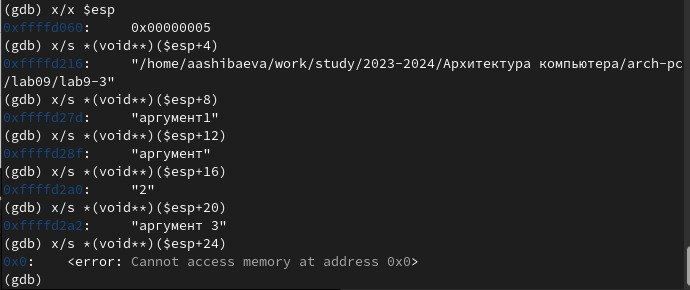 (gdb) x/x $esp
0xffffd060:     0x00000005
(gdb) x/s *(void**)($esp+4)
0xffffd216:     "/home/aashibaeva/work/study/2023-2024/Архитектура компьютера/arch-pc
/lab09/lab9-3"
(gdb) x/s *(void**)($esp+8)
0xffffd27d:     "аргумент1"
(gdb) x/s *(void**)($esp+12)
0xffffd28f:     "аргумент"
(gdb) x/s *(void**)($esp+16)
0xffffd2a0:     "2"
(gdb) x/s *(void**)($esp+20)
0xffffd2a2:     "аргумент 3"
(gdb) x/s *(void**)($esp+24)
0x0:    <error: Cannot access memory at address 0x0>
(gdb)